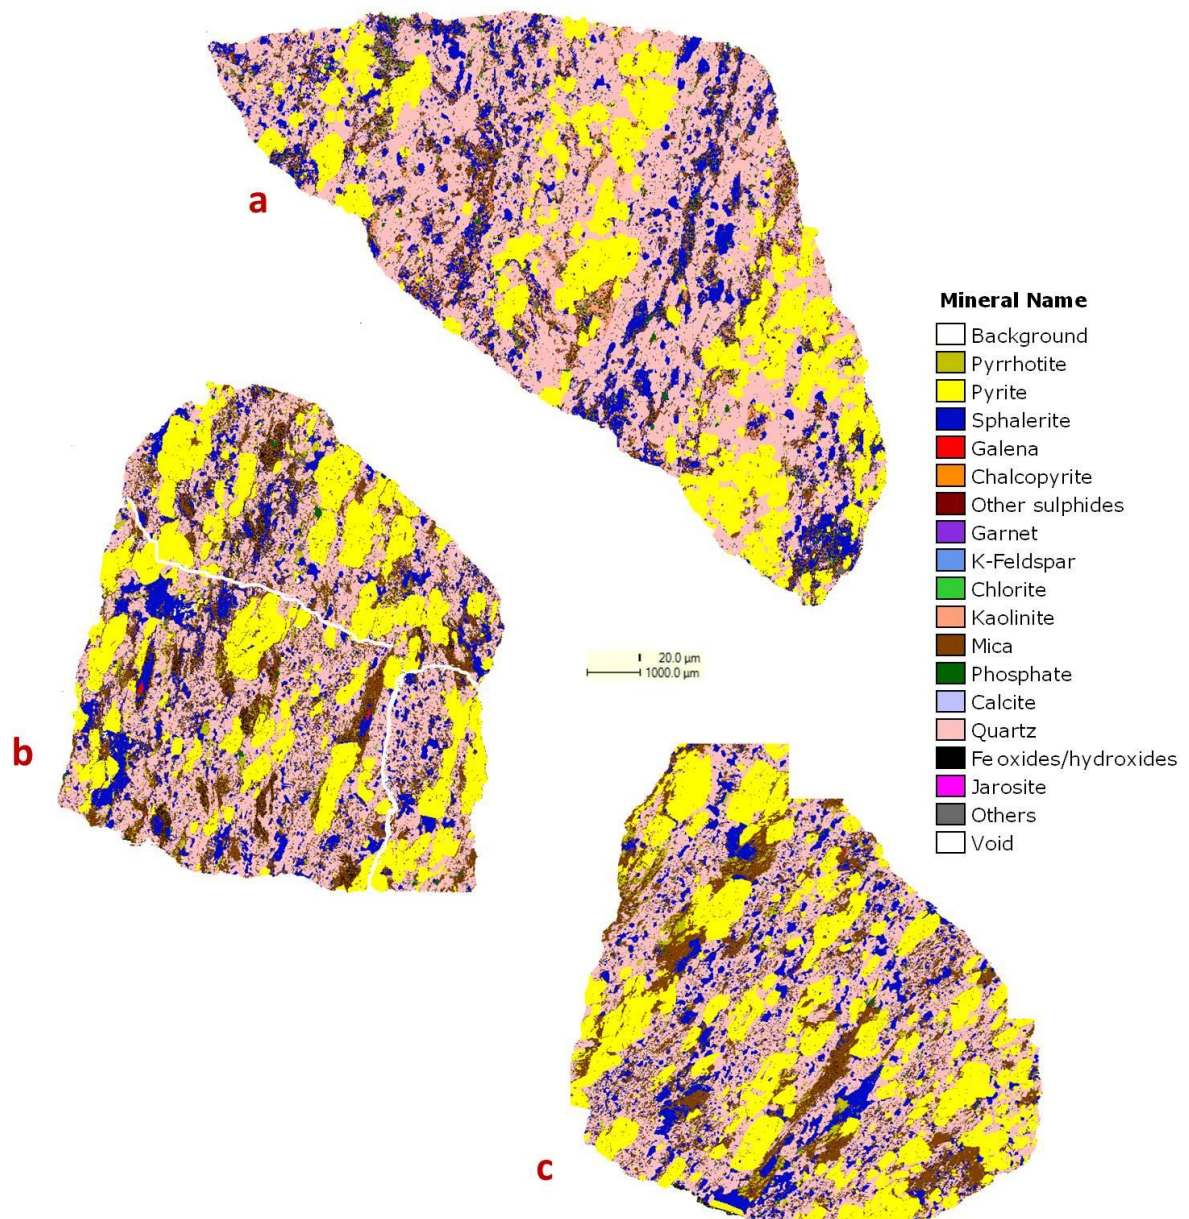 a
Mineral Name
Background
Pyrrhotite
Pyrite
Sphalerite
Galena
Chalcopyrite
Other sulphides
Garnet
K-Feldspar
Chlorite
Kaolinite
Mica
Phosphate
Calcite
Quartz
Fe oxides/hydroxides
Jarosite
Others
Void
20.0 µm
1000.0 µm
b
c